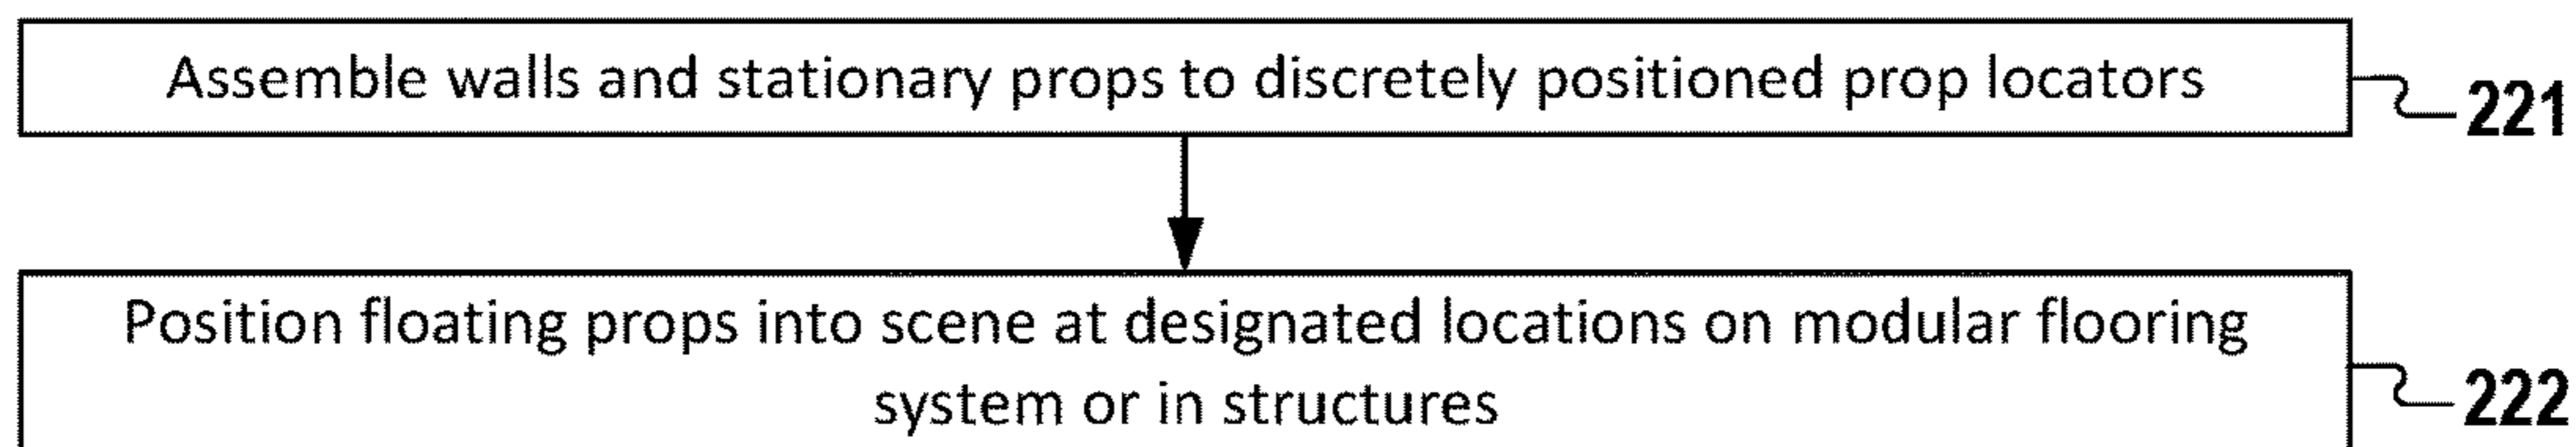 Assemble walls and stationary props to discretely positioned prop locators
221
Position floating props into scene at designated locations on modular flooring
system or in structures
222